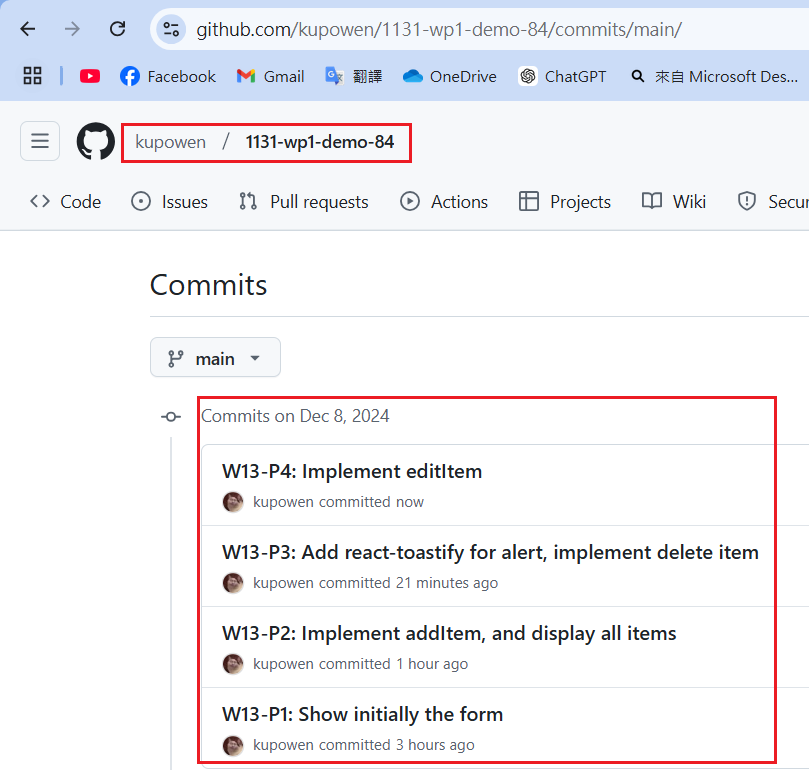 github.com/kupowen/1131-wp1-demo-84/commits/main/
Facebook Gmail 翻譯 OneDrive ChatGPT 來自 Microsoft Des...
kupowen / 1131-wp1-demo-84
Code Issues Pull requests Actions Projects Wiki Secur
Commits
main
Commits on Dec 8, 2024
W13-P4: Implement editItem
kupowen committed now
W13-P3: Add react-toastify for alert, implement delete item
kupowen committed 21 minutes ago
W13-P2: Implement addItem, and display all items
kupowen committed 1 hour ago
W13-P1: Show initially the form
kupowen committed 3 hours ago